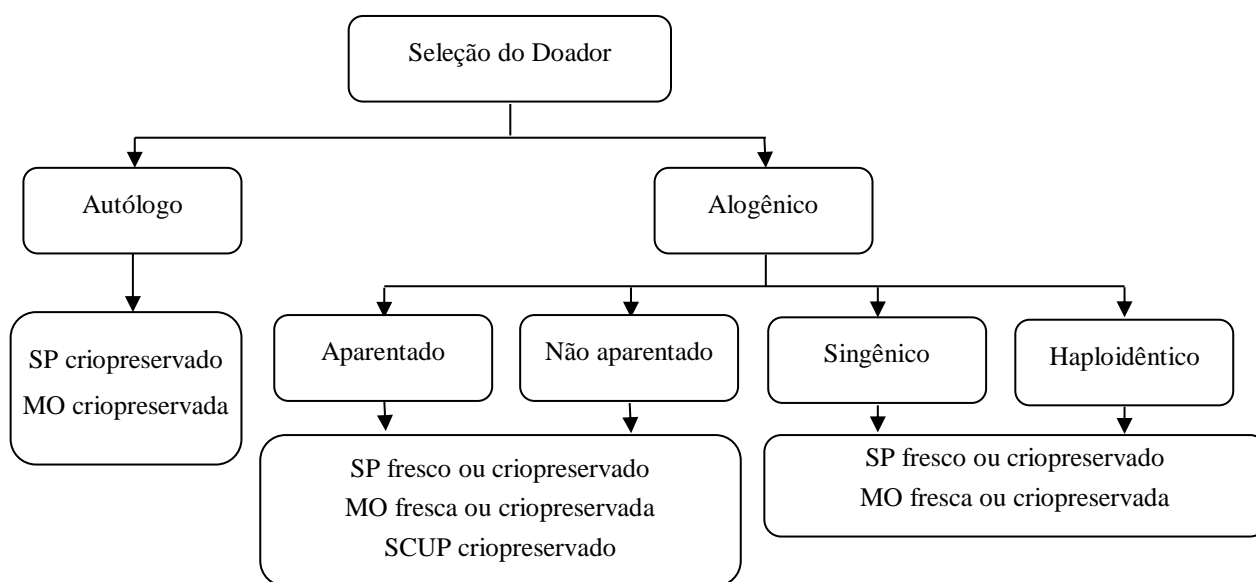 Seleção do Doador
Autólogo
Alogênico
Aparentado
Não aparentado
Singênico
Haploidêntico
SP criopreservado
MO criopreservada
SP fresco ou criopreservado
MO fresca ou criopreservada
SCUP criopreservado
SP fresco ou criopreservado
MO fresca ou criopreservada